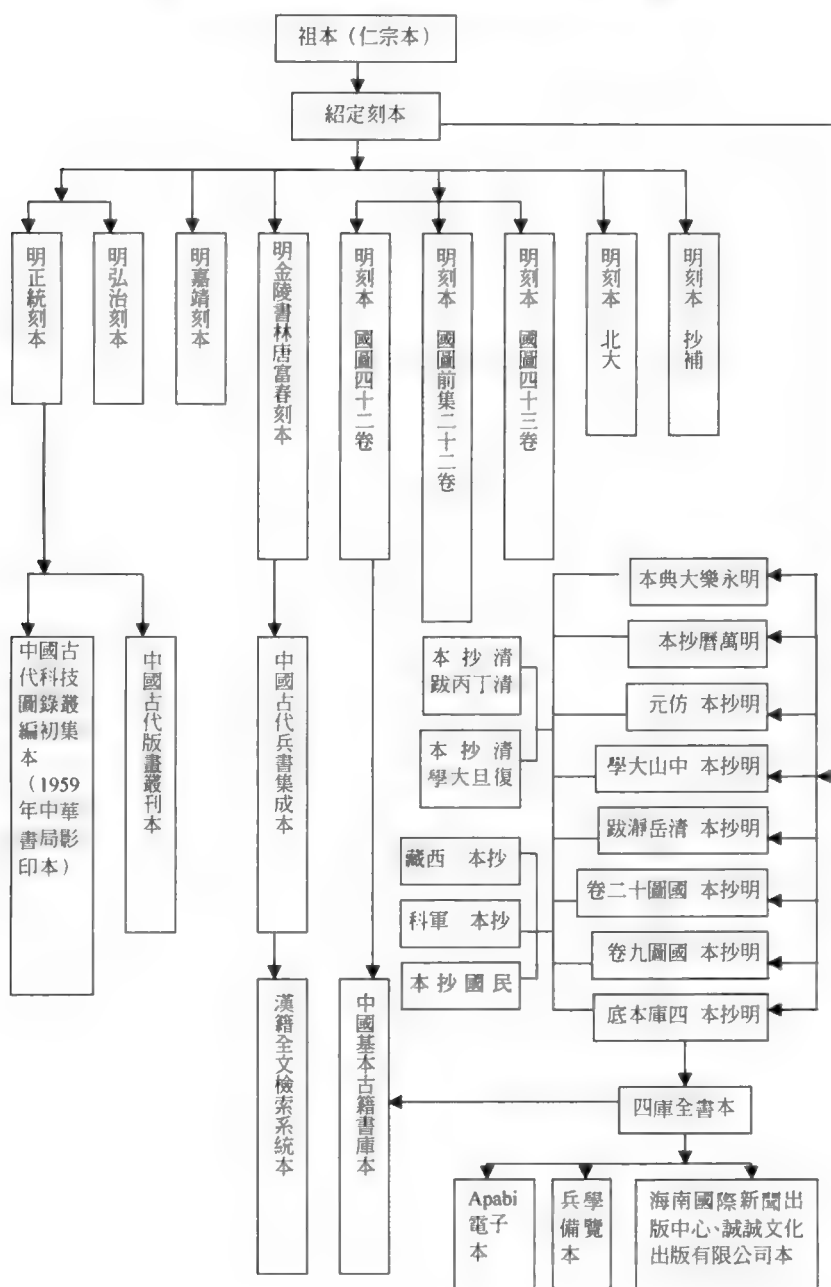 祖本（仁宗本）
紹定刻本
明正統刻本
明弘治刻本
明嘉靖刻本
明金陵書林唐富春刻本
明刻本 國圖四十二卷
明刻本 國圖前集二十二卷
明刻本 國圖四十三卷
明刻本 北大
明刻本 抄補
中國古
代科技
圖錄叢
編初集
本
（1959
年中華
書局影
印本）
中國古代版畫叢刊本
中國古代兵書集成本
漢籍全文檢索系統本
中國基本古籍書庫本
清抄本
清丁丙跋
清抄本
復旦大學
抄本 西藏
抄本 軍科
民國抄本
明永樂大典本
明萬曆抄本
明抄本 仿元
明抄本 中山大學
明抄本 清岳瀞跋
明抄本 國圖十二卷
明抄本 國圖九卷
明抄本 四庫底本
四庫全書本
Apabi
電子
本
兵學
備覽
本
海南國際新聞出
版中心、誠誠文化
出版有限公司本